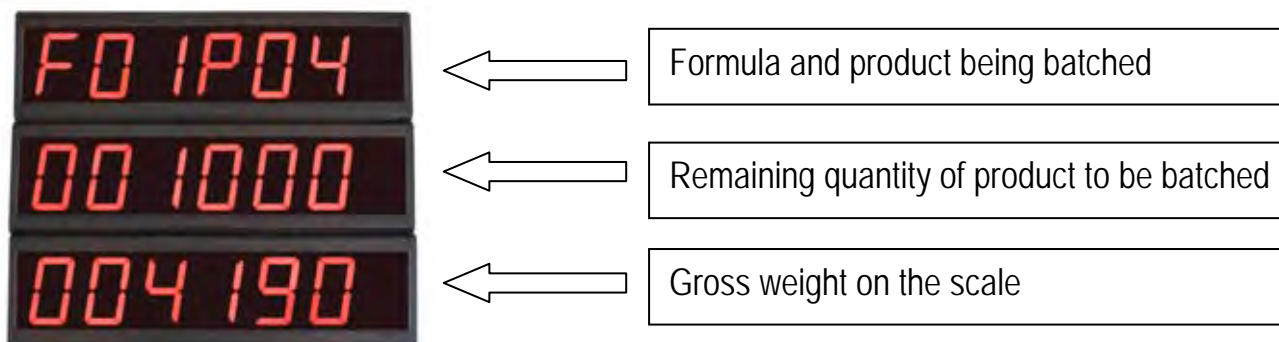 F01P04
Formula and product being batched
001000
Remaining quantity of product to be batched
004190
Gross weight on the scale